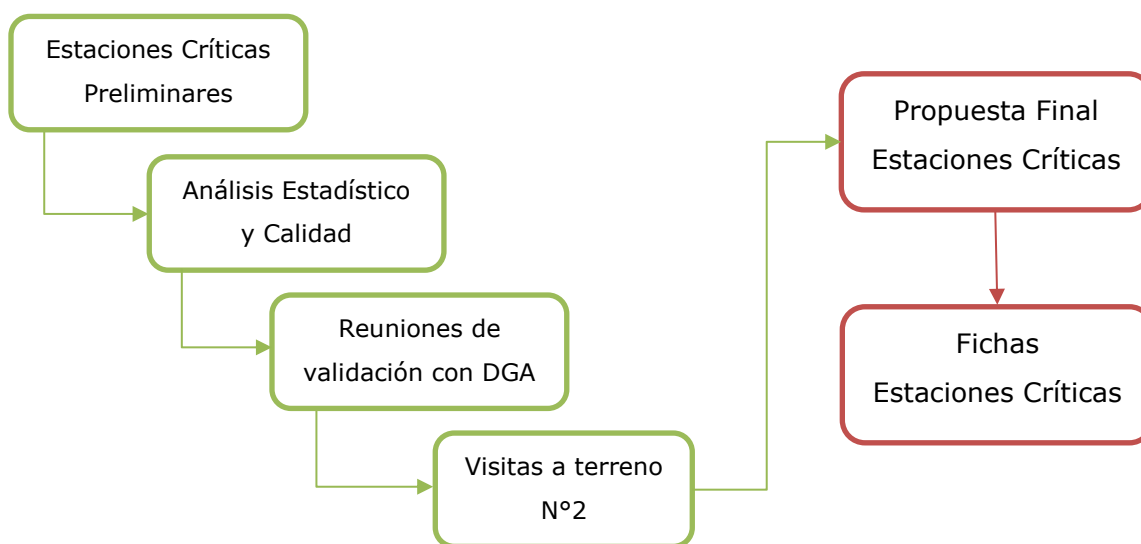 Estaciones Críticas
Preliminares
Análisis Estadístico
y Calidad
Reuniones de
validación con DGA
Visitas a terreno
N°2
Propuesta Final
Estaciones Críticas
Fichas
Estaciones Críticas